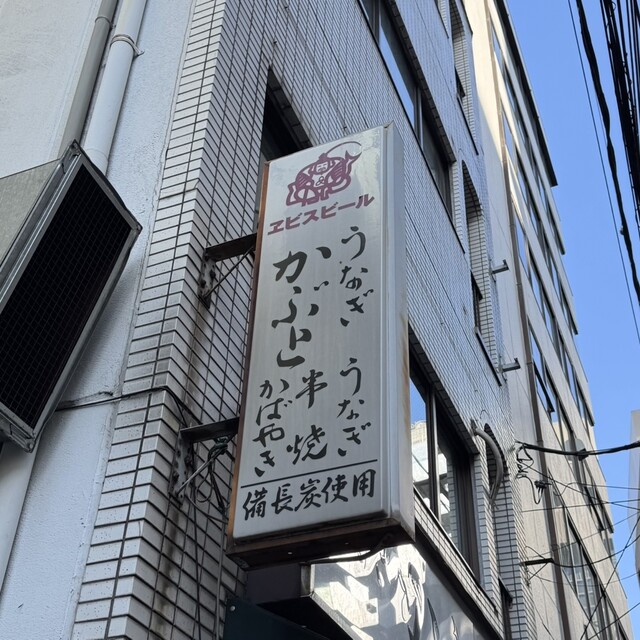 ヱビスビール
うなぎ
かぶと
うなぎ
串焼
かばやき
備長炭使用